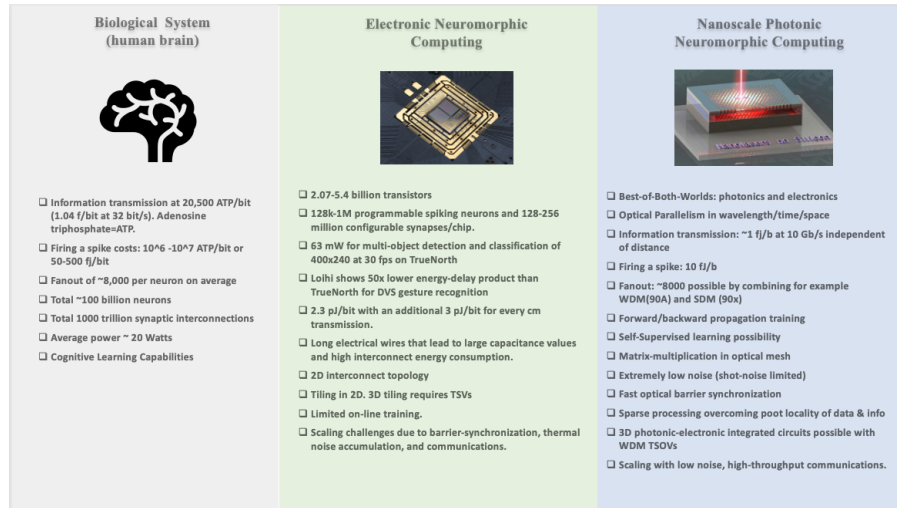 Biological System
(human brain)
Information transmission at 20,500 ATP/bit
(1.04 f/bit at 32 bit/s). Adenosine
triphosphate=ATP.
Firing a spike costs: 10^6 -10^7 ATP/bit or
50-500 fj/bit
Fanout of ~8,000 per neuron on average
Total ~100 billion neurons
Total 1000 trillion synaptic interconnections
Average power ~ 20 Watts
Cognitive Learning Capabilities
Electronic Neuromorphic
Computing
2.07-5.4 billion transistors
128k-1M programmable spiking neurons and 128-256
million configurable synapses/chip.
63 mW for multi-object detection and classification of
400x240 at 30 fps on TrueNorth
Loihi shows 50x lower energy-delay product than
TrueNorth for DVS gesture recognition
2.3 pJ/bit with an additional 3 pJ/bit for every cm
transmission.
Long electrical wires that lead to large capacitance values
and high interconnect energy consumption.
2D interconnect topology
Tiling in 2D. 3D tiling requires TSVs
Limited on-line training.
Scaling challenges due to barrier-synchronization, thermal
noise accumulation, and communications.
Nanoscale Photonic
Neuromorphic Computing
Best-of-Both-Worlds: photonics and electronics
Optical Parallelism in wavelength/time/space
Information transmission: ~1 fj/b at 10 Gb/s independent
of distance
Firing a spike: 10 fJ/b
Fanout: ~8000 possible by combining for example
WDM(90Λ) and SDM (90x)
Forward/backward propagation training
Self-Supervised learning possibility
Matrix-multiplication in optical mesh
Extremely low noise (shot-noise limited)
Fast optical barrier synchronization
Sparse processing overcoming poot locality of data & info
3D photonic-electronic integrated circuits possible with
WDM TSOVs
Scaling with low noise, high-throughput communications.